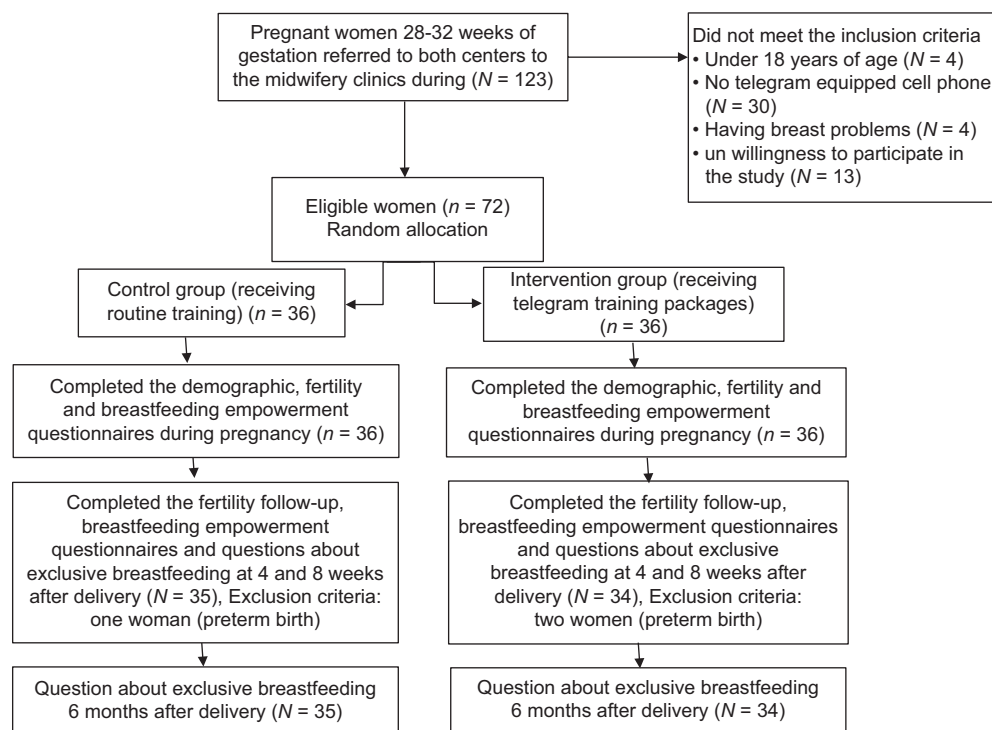 Pregnant women 28-32 weeks of
gestation referred to both centers to
the midwifery clinics during (N = 123)
Did not meet the inclusion criteria
• Under 18 years of age (N = 4)
• No telegram equipped cell phone
(N = 30)
• Having breast problems (N = 4)
• un willingness to participate in
the study (N = 13)
Eligible women (n = 72)
Random allocation
Control group (receiving
routine training) (n = 36)
Intervention group (receiving
telegram training packages)
(n = 36)
Completed the demographic, fertility
and breastfeeding empowerment
questionnaires during pregnancy (n = 36)
Completed the demographic, fertility and
breastfeeding empowerment
questionnaires during pregnancy (n = 36)
Completed the fertility follow-up,
breastfeeding empowerment
questionnaires and questions about
exclusive breastfeeding at 4 and 8 weeks
after delivery (N = 35), Exclusion criteria:
one woman (preterm birth)
Completed the fertility follow-up,
breastfeeding empowerment questionnaires
and questions about exclusive
breastfeeding at 4 and 8 weeks after
delivery (N = 34), Exclusion criteria:
two women (preterm birth)
Question about exclusive breastfeeding
6 months after delivery (N = 35)
Question about exclusive breastfeeding
6 months after delivery (N = 34)